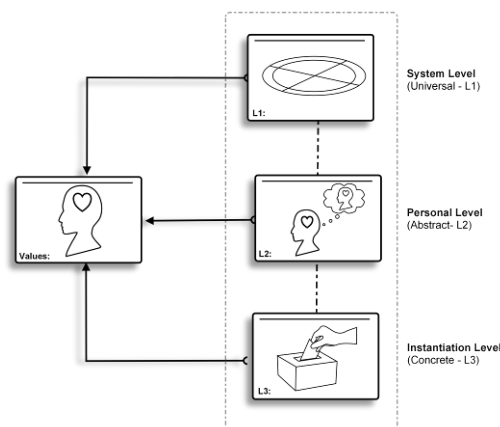 L1:
System Level
(Universal - L1)
Values:
L2:
Personal Level
(Abstract- L2)
L3:
Instantiation Level
(Concrete - L3)